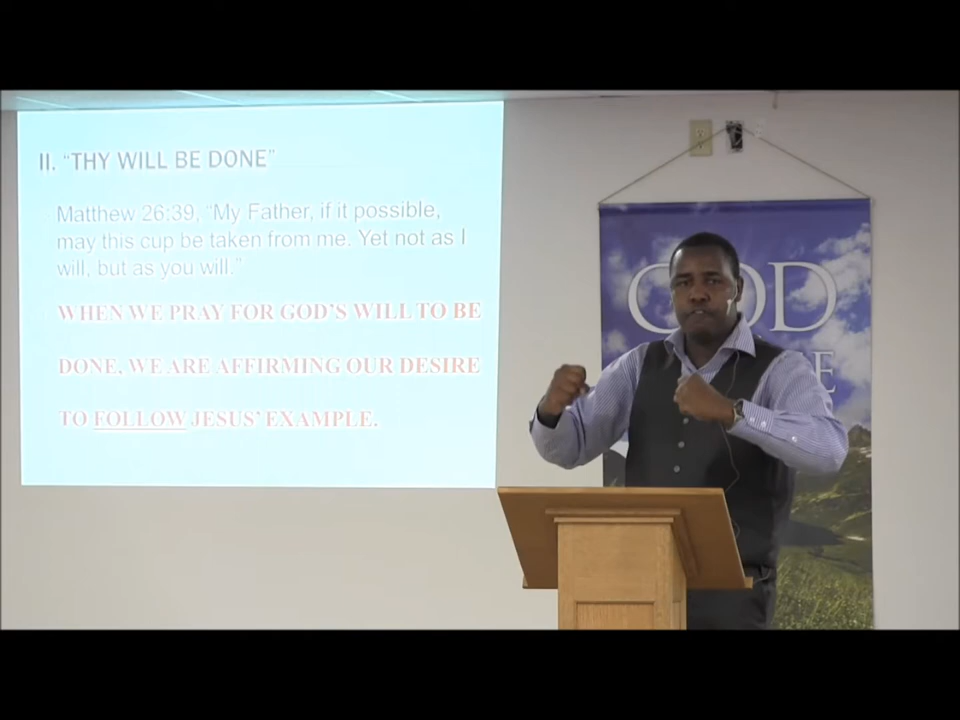 II. “THY WILL BE DONE”
Matthew 26:39, “My Father, if it possible,
may this cup be taken from me. Yet not as I
will, but as you will.”
WHEN WE PRAY FOR GOD’S WILL TO BE
DONE, WE ARE AFFIRMING OUR DESIRE
TO FOLLOW JESUS’ EXAMPLE.
GOD